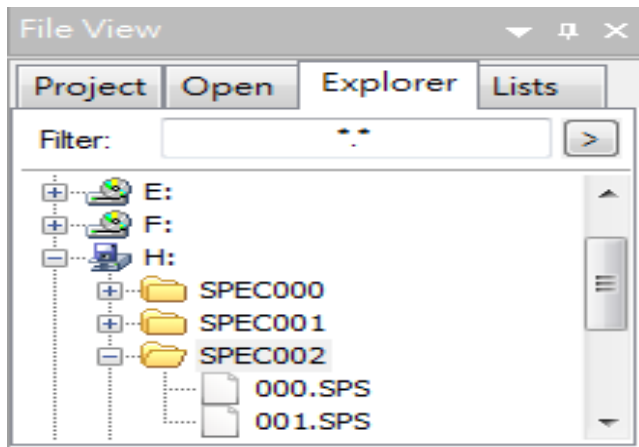 File View
Project Open Explorer Lists
Filter: *.* >
E:
F:
H:
SPEC000
SPEC001
SPEC002
000.SPS
001.SPS